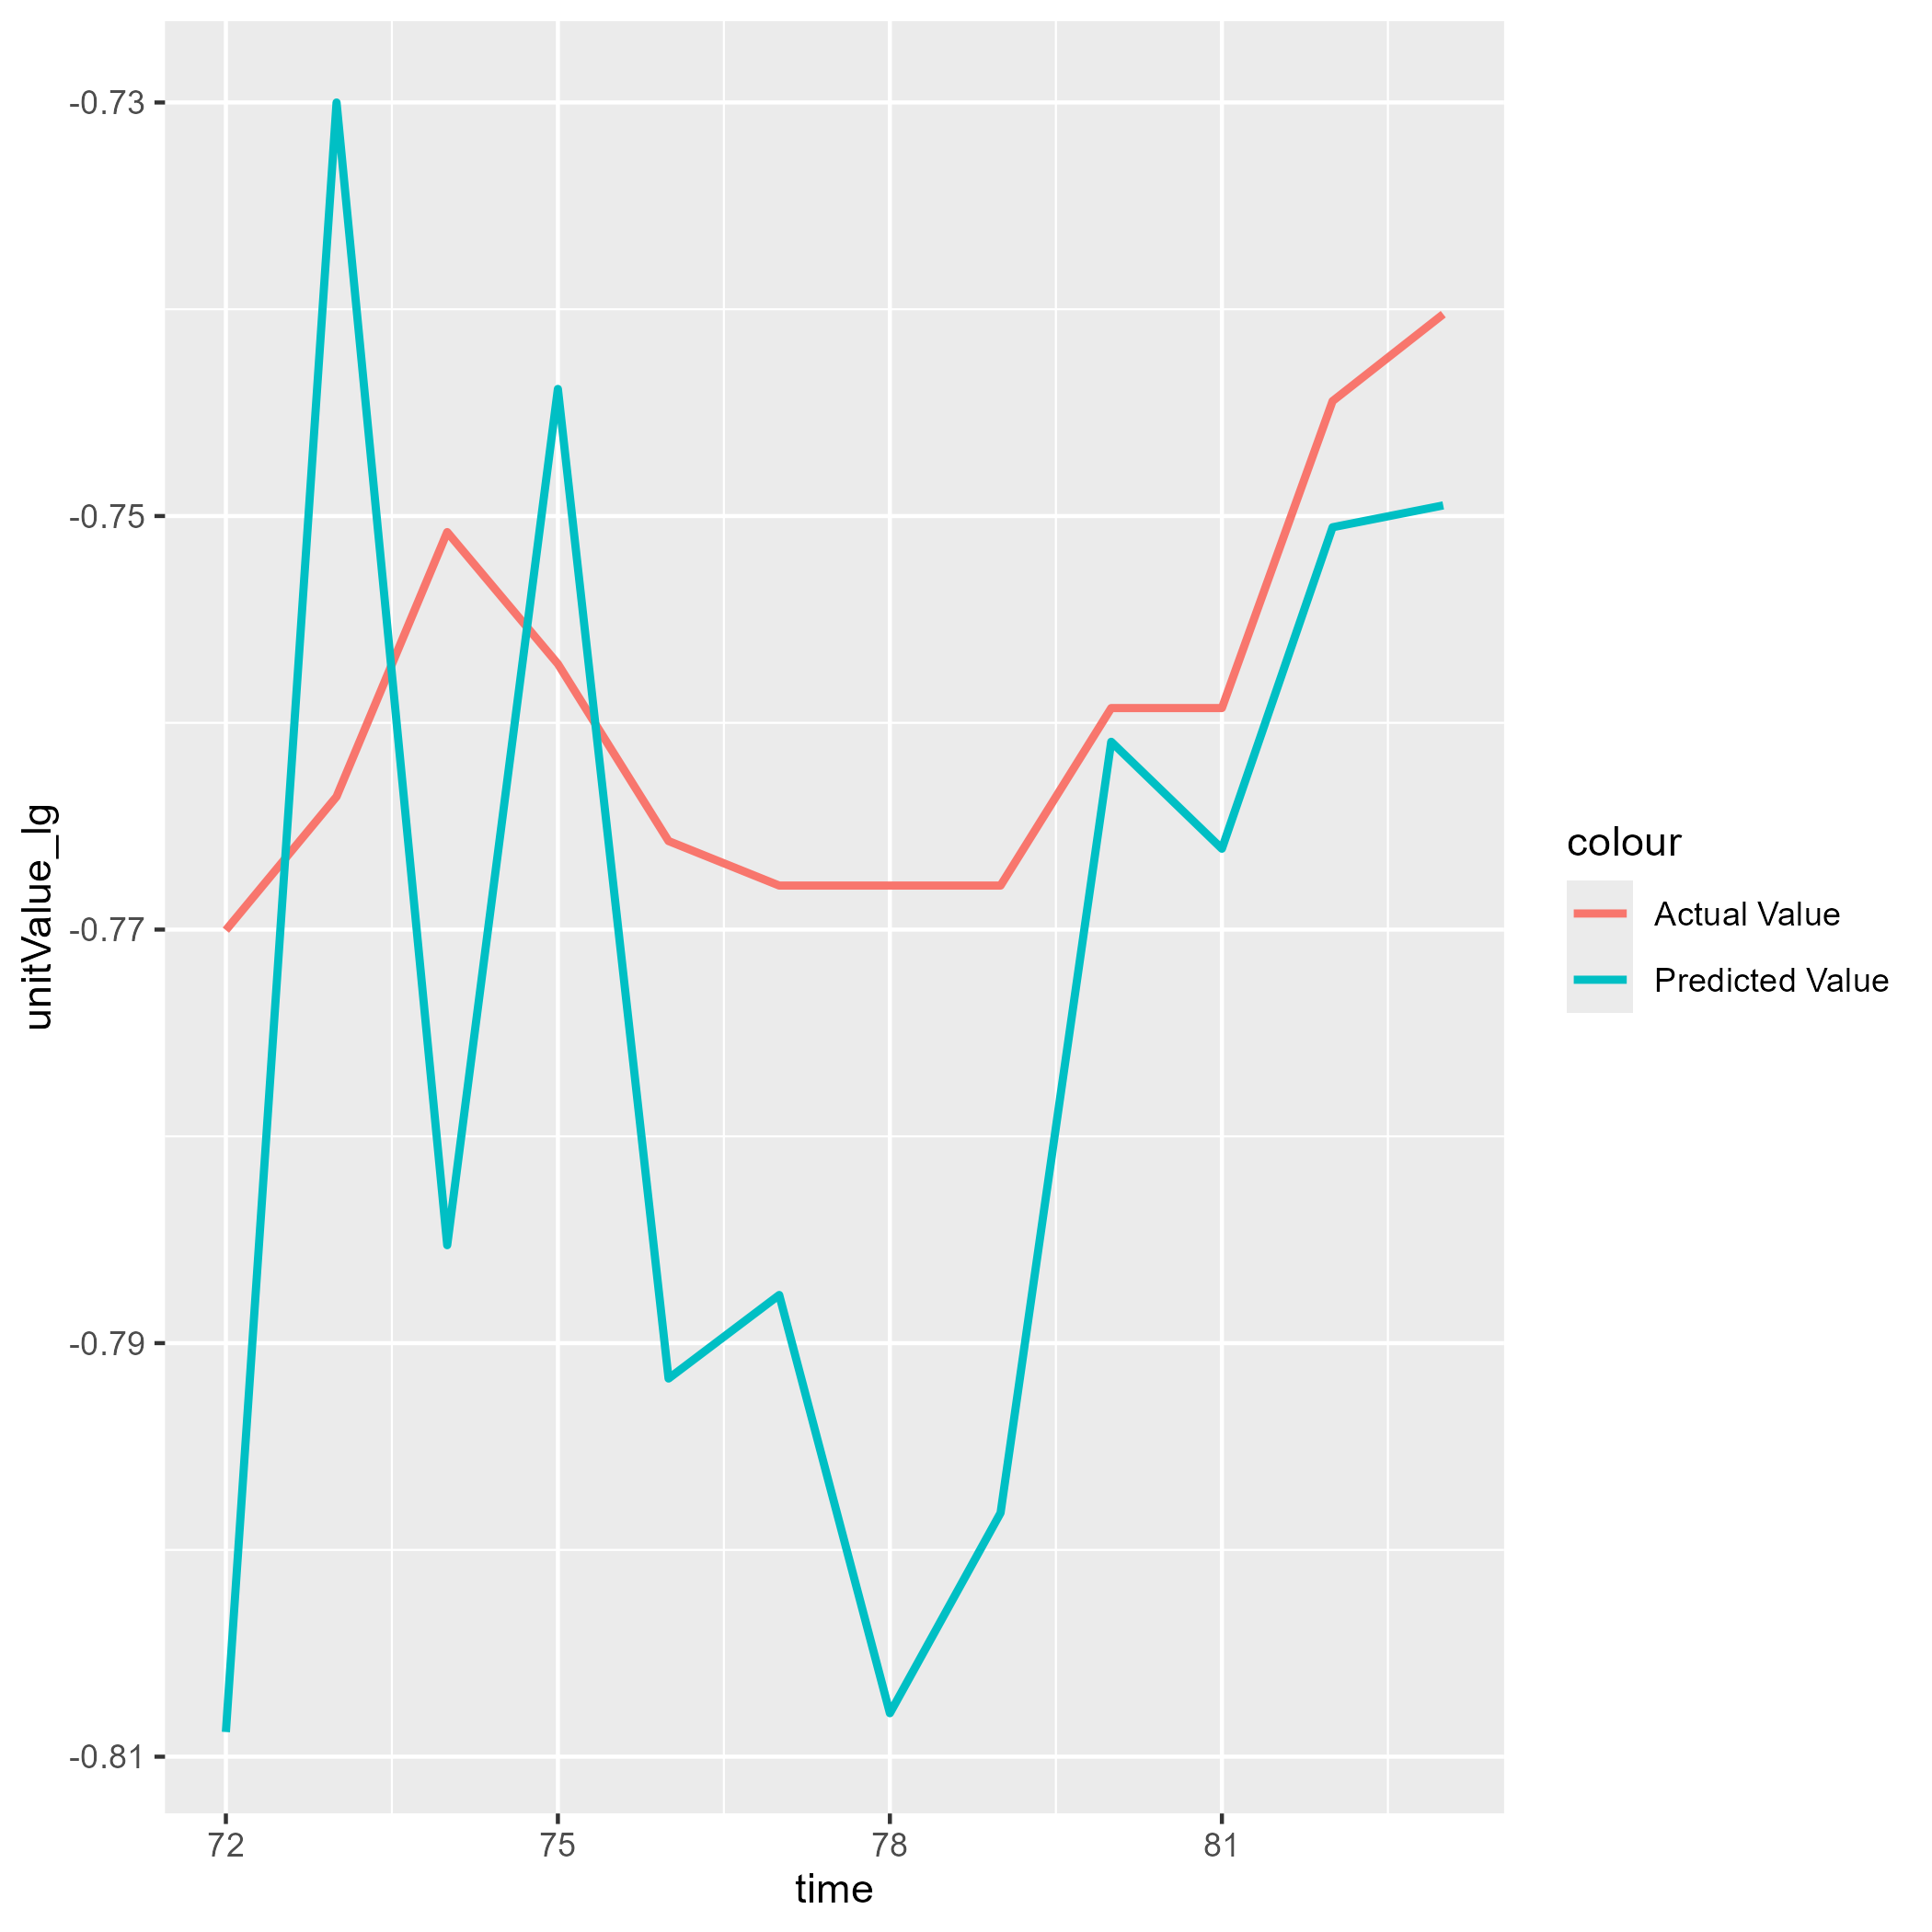 -0.73
-0.75
-0.77
-0.79
-0.81
unitValue_lg
72
75
78
81
time
colour
Actual Value
Predicted Value